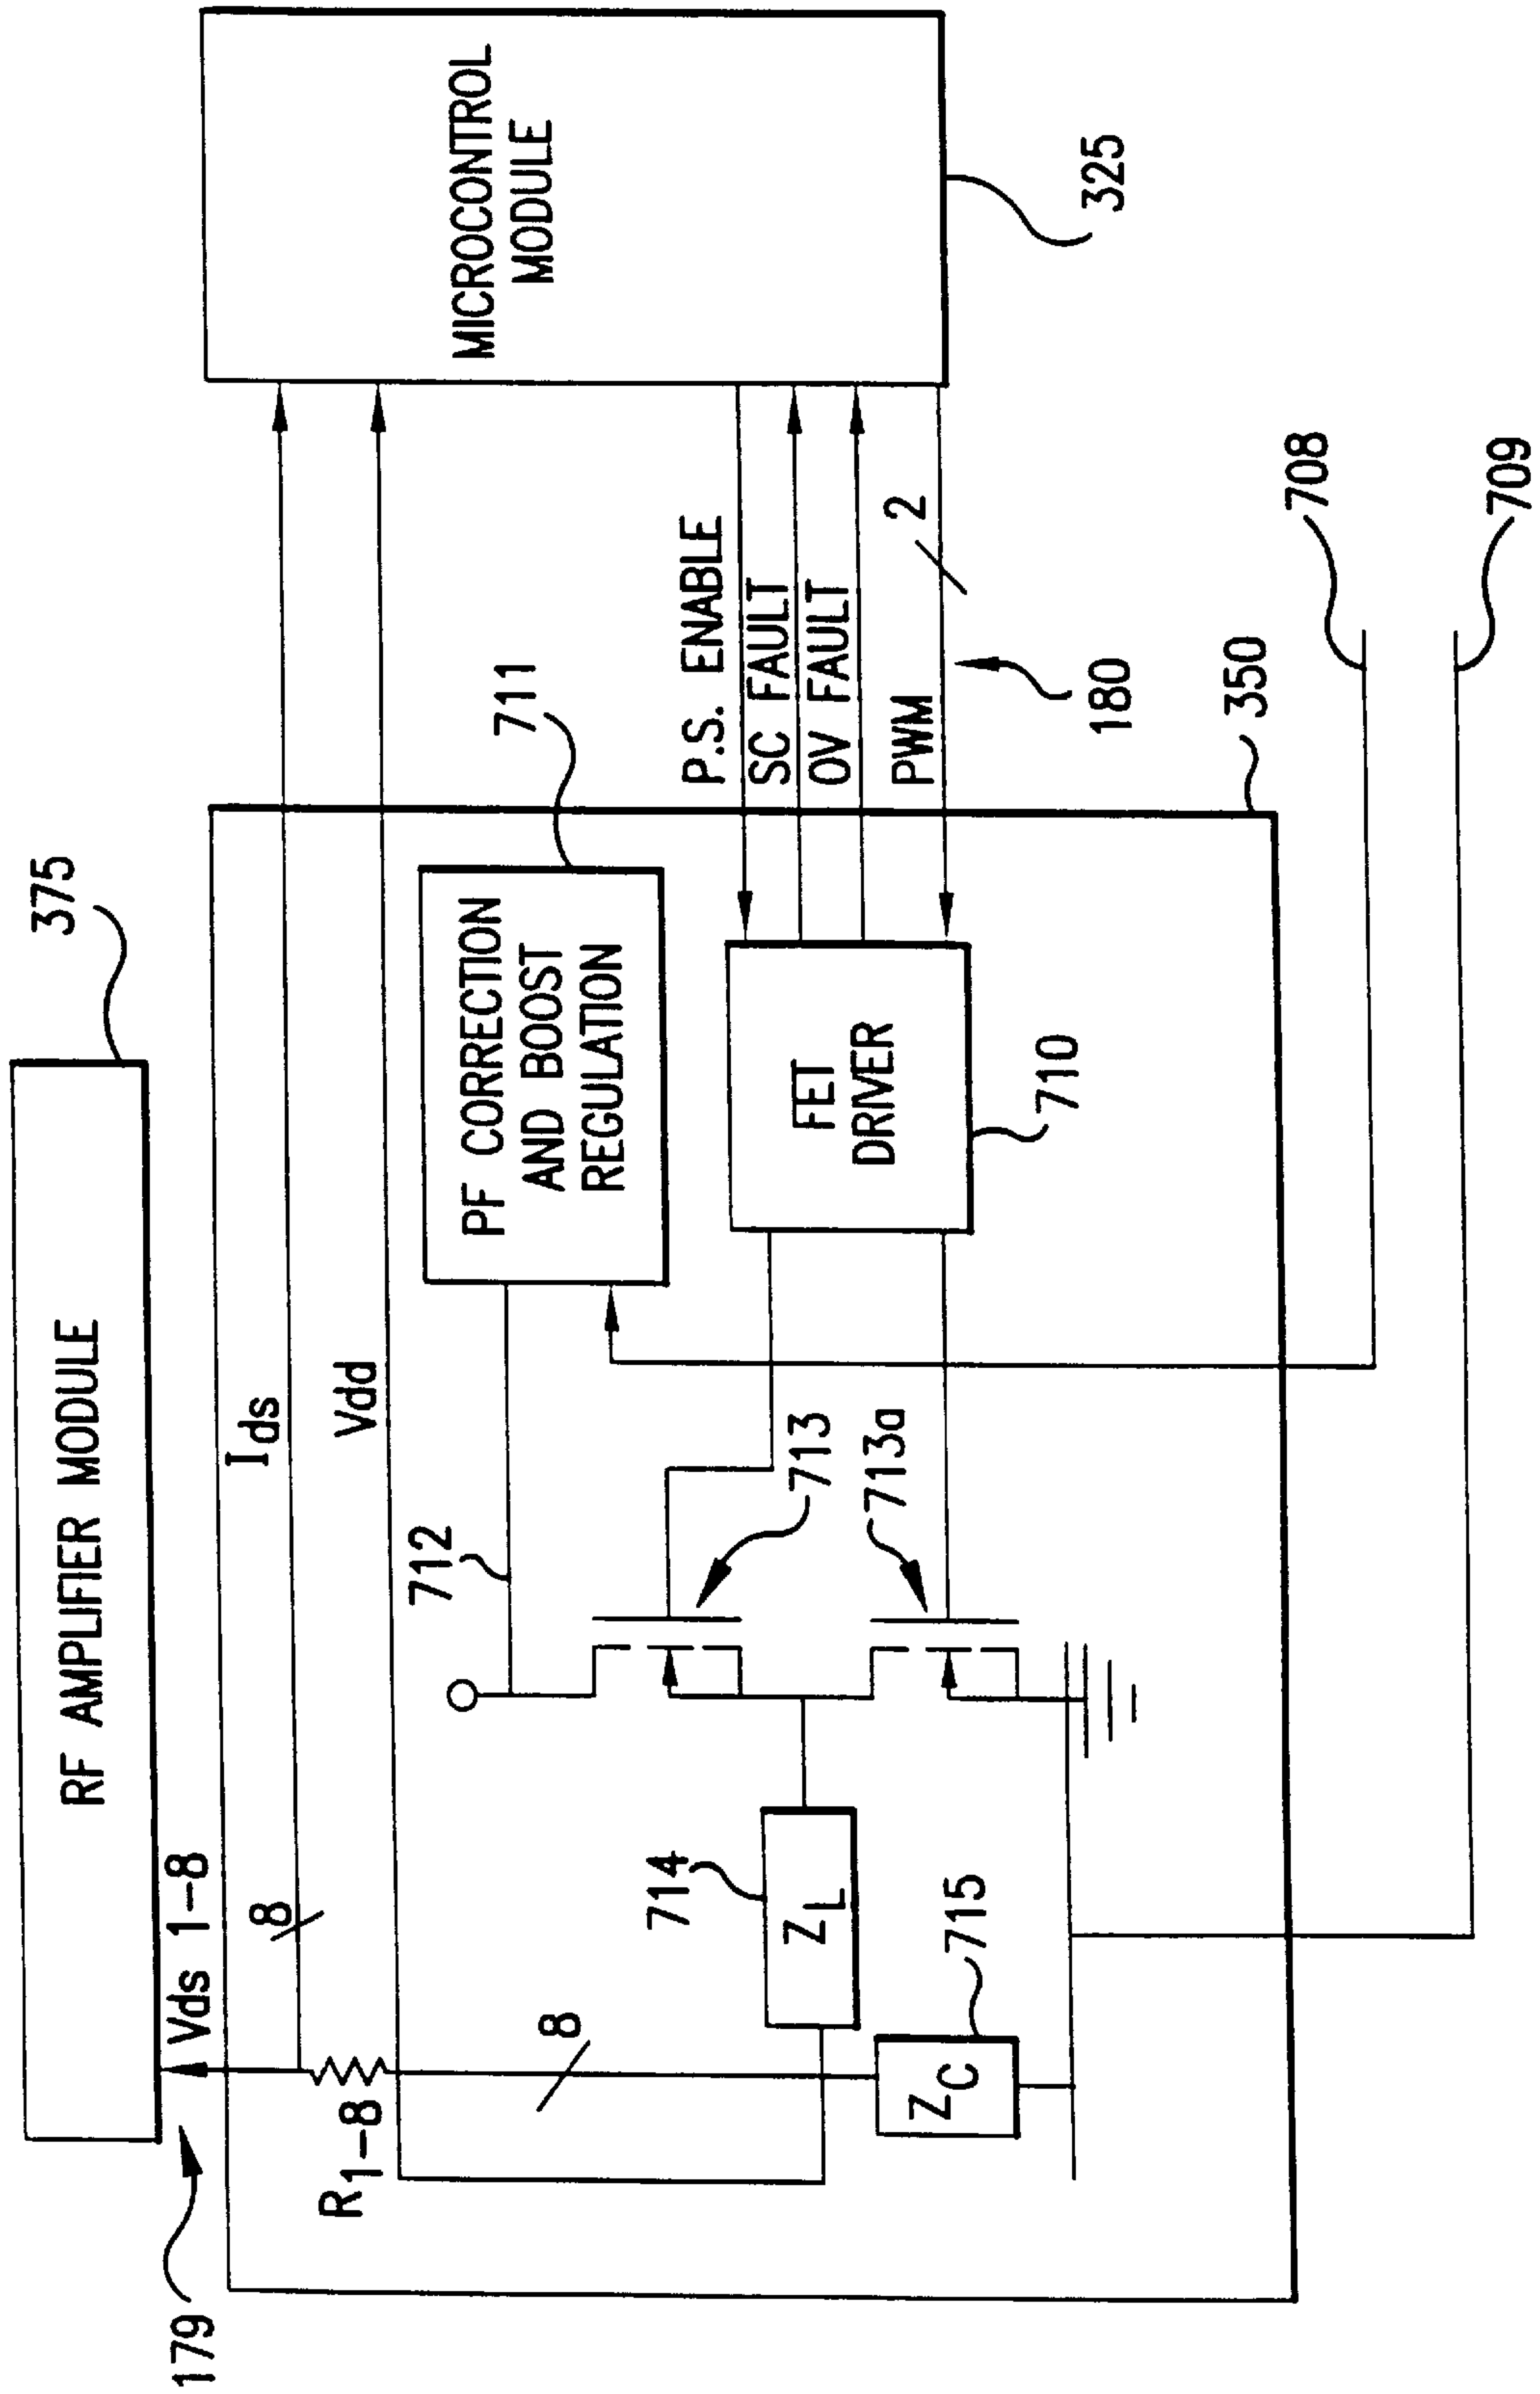 RF AMPLIFIER MODULE
375
179
Vds 1-8
8
Ids
Vdd
R1-8
8
MICROCONTROL
MODULE
325
712
711
PF CORRECTION
AND BOOST
REGULATION
P.S. ENABLE
SC FAULT
OV FAULT
PWM
2
180
713
713a
FET
DRIVER
710
714
ZL
715
ZC
350
708
709